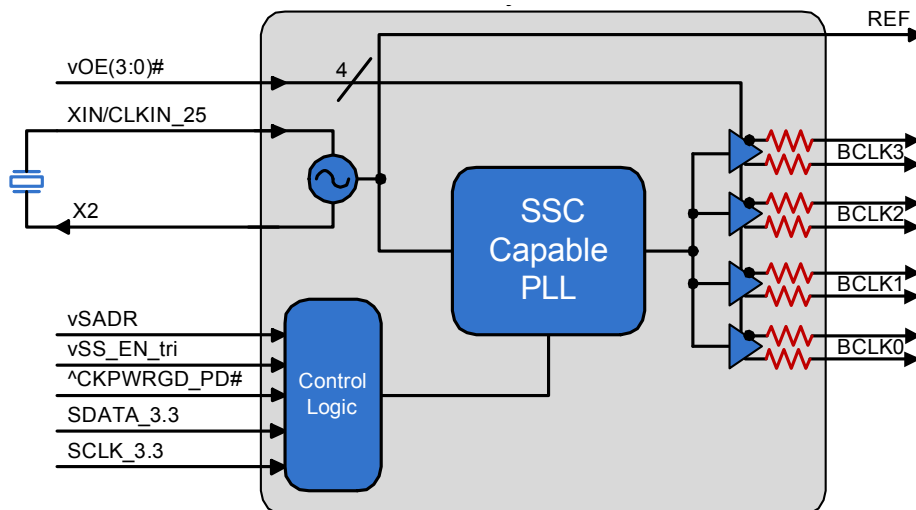 REF
vOE(3:0)#
4
XIN/CLKIN_25
X2
SSC
Capable
PLL
BCLK3
BCLK2
BCLK1
BCLK0
vSADR
vSS_EN_tri
^CKPWRGD_PD#
SDATA_3.3
SCLK_3.3
Control
Logic